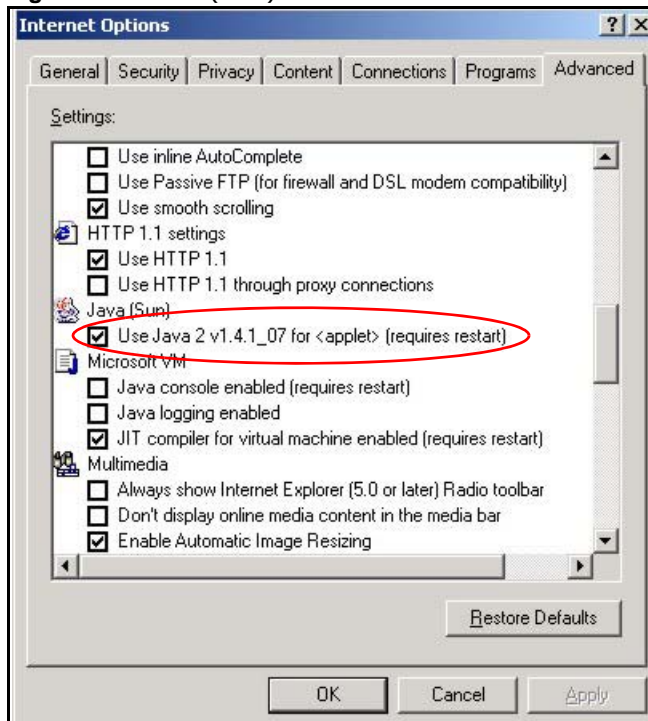 Internet Options
General Security Privacy Content Connections Programs Advanced
Settings:
Use inline AutoComplete
Use Passive FTP (for firewall and DSL modem compatibility)
Use smooth scrolling
HTTP 1.1 settings
Use HTTP 1.1
Use HTTP 1.1 through proxy connections
Java (Sun)
Use Java 2 v1.4.1_07 for <applet> (requires restart)
Microsoft VM
Java console enabled (requires restart)
Java logging enabled
JIT compiler for virtual machine enabled (requires restart)
Multimedia
Always show Internet Explorer (5.0 or later) Radio toolbar
Don't display online media content in the media bar
Enable Automatic Image Resizing
Restore Defaults
OK Cancel Apply